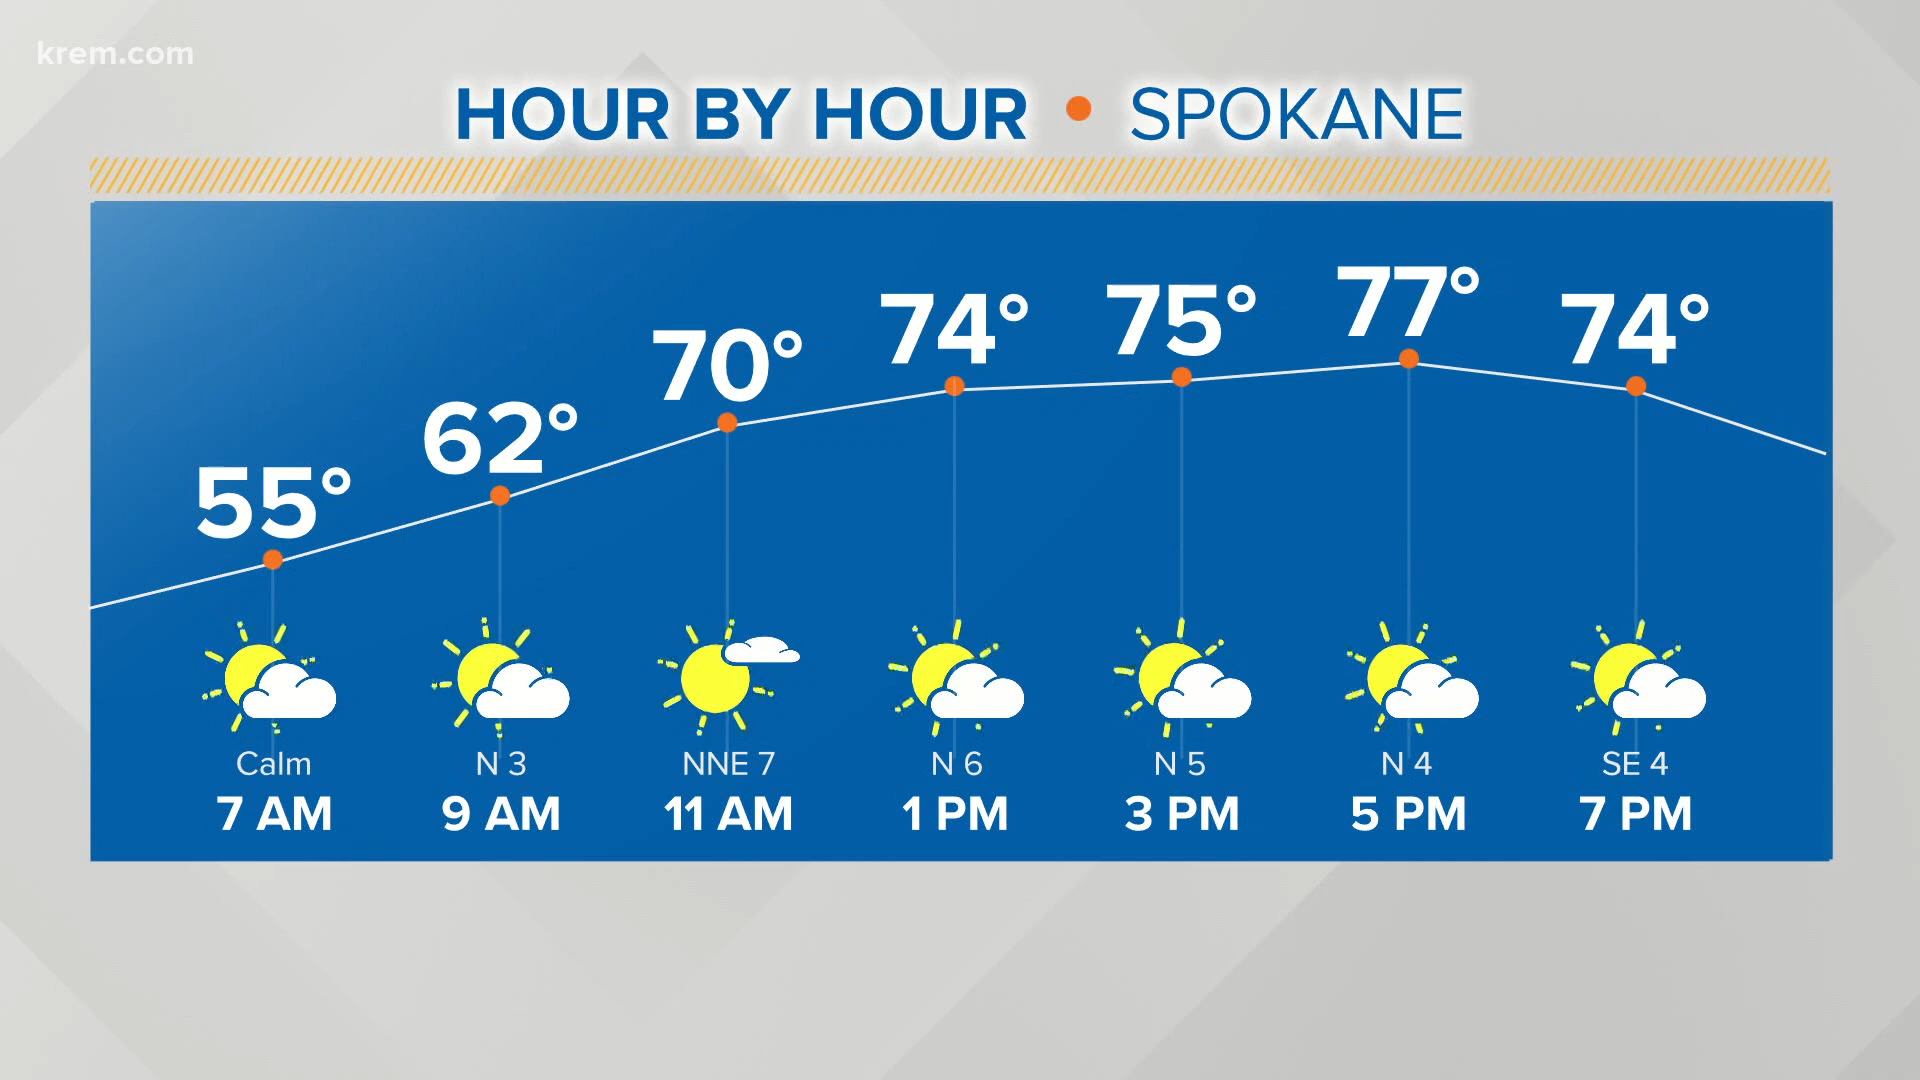 krem.com
HOUR BY HOUR • SPOKANE
55° 62° 70° 74° 75° 77° 74°
Calm N 3 NNE 7 N 6 N 5 N 4 SE 4
7 AM 9 AM 11 AM 1 PM 3 PM 5 PM 7 PM